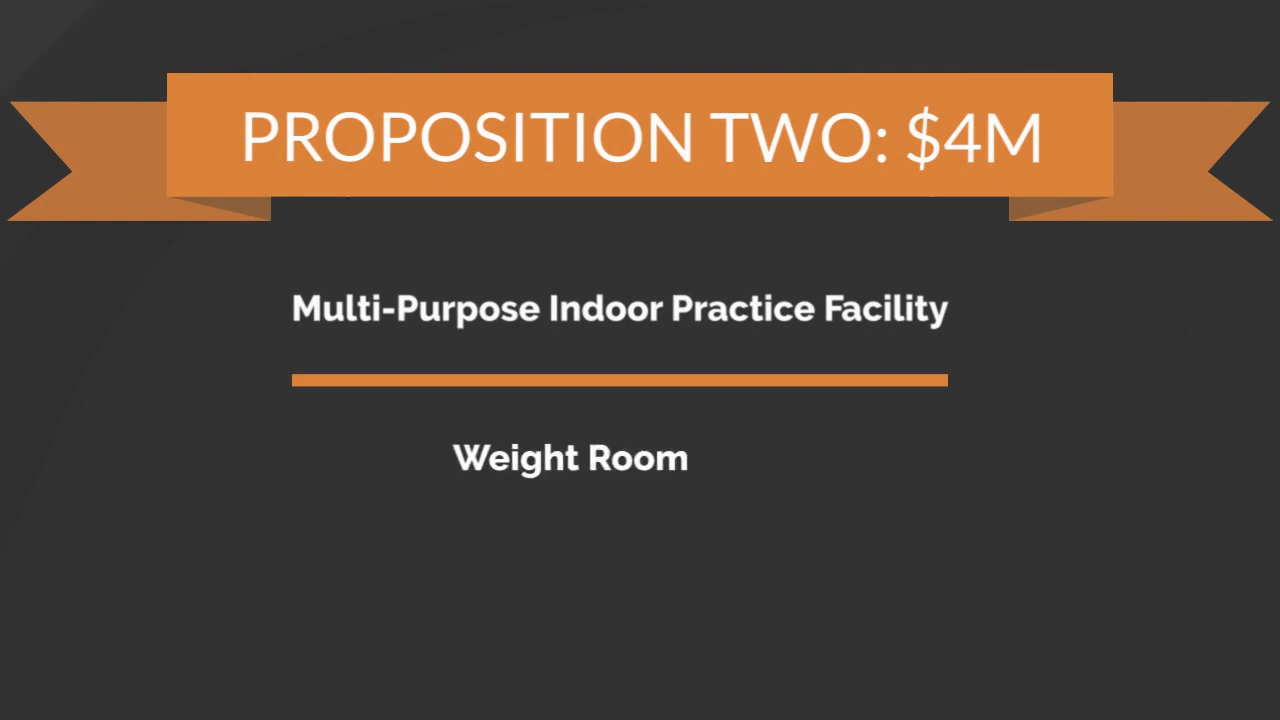 PROPOSITION TWO: $4M
Multi-Purpose Indoor Practice Facility
Weight Room